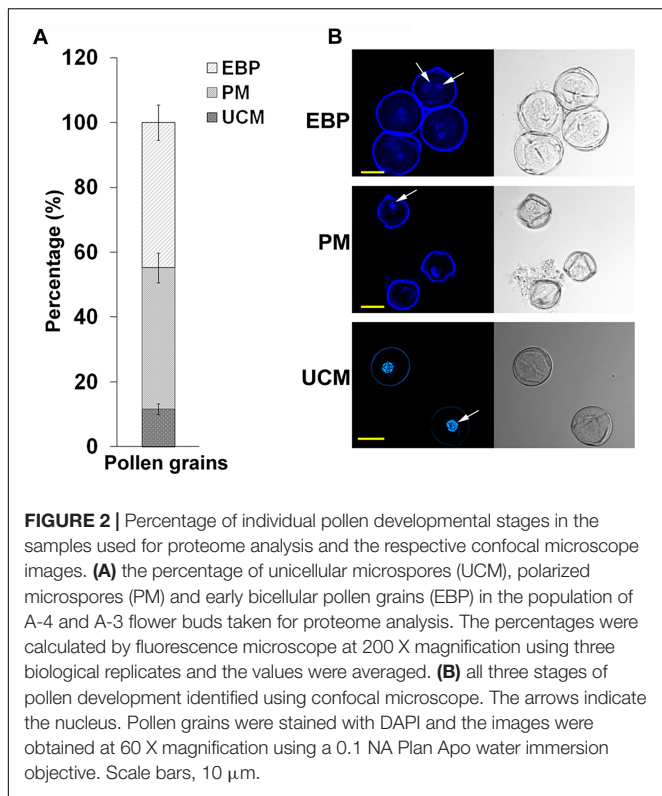 A
B
120
100
80
60
40
20
0
Percentage (%)
EBP
PM
UCM
Pollen grains
EBP
PM
UCM
FIGURE 2 | Percentage of individual pollen developmental stages in the
samples used for proteome analysis and the respective confocal microscope
images. (A) the percentage of unicellular microspores (UCM), polarized
microspores (PM) and early bicellular pollen grains (EBP) in the population of
A-4 and A-3 flower buds taken for proteome analysis. The percentages were
calculated by fluorescence microscope at 200 X magnification using three
biological replicates and the values were averaged. (B) all three stages of
pollen development identified using confocal microscope. The arrows indicate
the nucleus. Pollen grains were stained with DAPI and the images were
obtained at 60 X magnification using a 0.1 NA Plan Apo water immersion
objective. Scale bars, 10 μm.